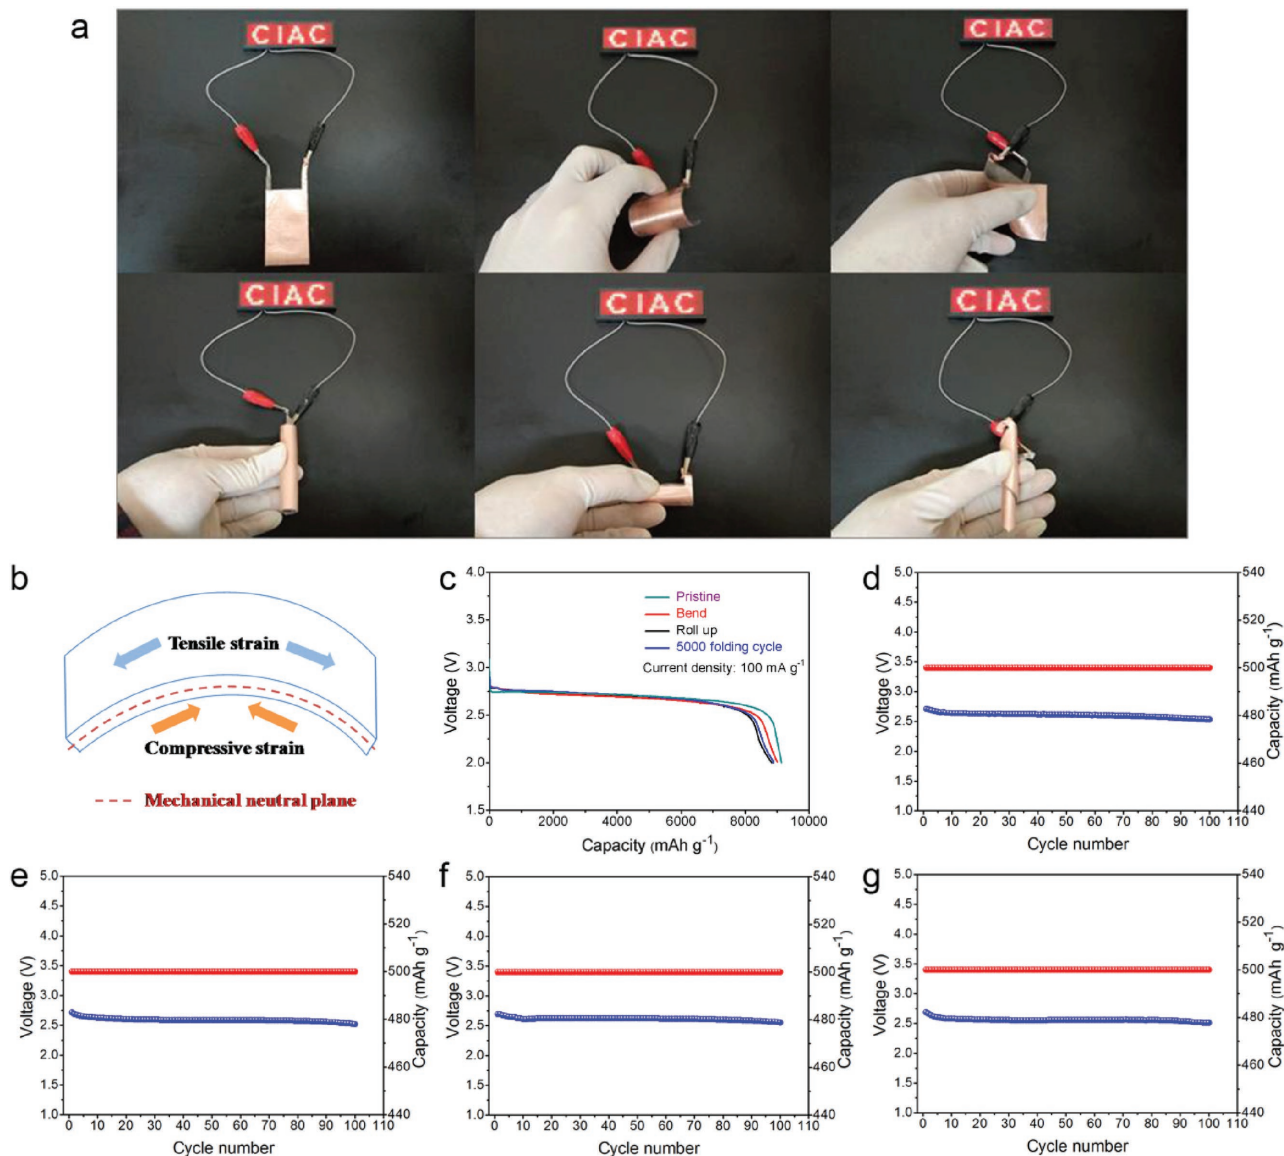 a
CIAC
CIAC
CIAC
CIAC
CIAC
CIAC
b
Tensile strain
Compressive strain
Mechanical neutral plane
c
4.0
3.5
3.0
2.5
2.0
1.5
Voltage (V)
Pristine
Bend
Roll up
5000 folding cycle
Current density: 100 mA g⁻¹
0
2000
4000
6000
8000
10000
Capacity (mAh g⁻¹)
d
5.0
4.5
4.0
3.5
3.0
2.5
2.0
1.5
1.0
Voltage (V)
540
520
500
480
460
440
Capacity (mAh g⁻¹)
0 10 20 30 40 50 60 70 80 90 100 110
Cycle number
e
5.0
4.5
4.0
3.5
3.0
2.5
2.0
1.5
1.0
Voltage (V)
540
520
500
480
460
440
Capacity (mAh g⁻¹)
0 10 20 30 40 50 60 70 80 90 100 110
Cycle number
f
5.0
4.5
4.0
3.5
3.0
2.5
2.0
1.5
1.0
Voltage (V)
540
520
500
480
460
440
Capacity (mAh g⁻¹)
0 10 20 30 40 50 60 70 80 90 100 110
Cycle number
g
5.0
4.5
4.0
3.5
3.0
2.5
2.0
1.5
1.0
Voltage (V)
540
520
500
480
460
440
Capacity (mAh g⁻¹)
0 10 20 30 40 50 60 70 80 90 100 110
Cycle number